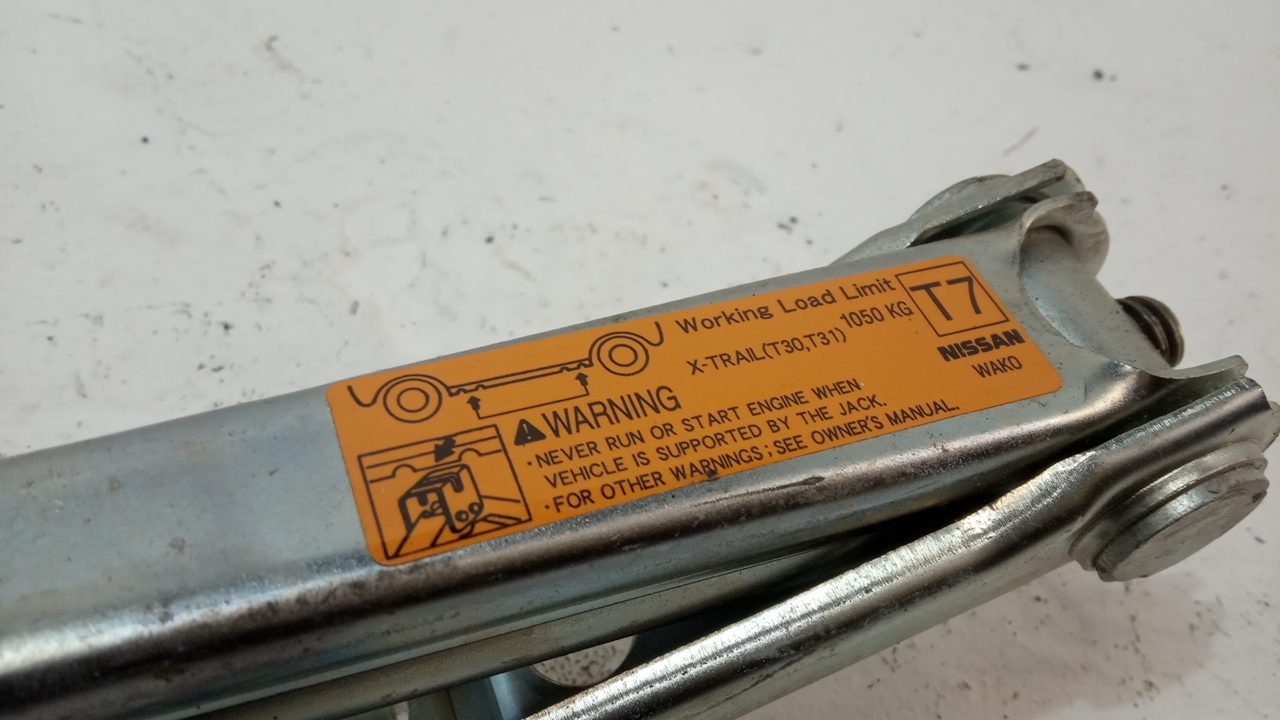 Working Load Limit
X-TRAIL(T30,T31) 1050 KG
T7
NISSAN
WAKO
WARNING
·NEVER RUN OR START ENGINE WHEN
VEHICLE IS SUPPORTED BY THE JACK.
·FOR OTHER WARNINGS;SEE OWNER'S MANUAL.